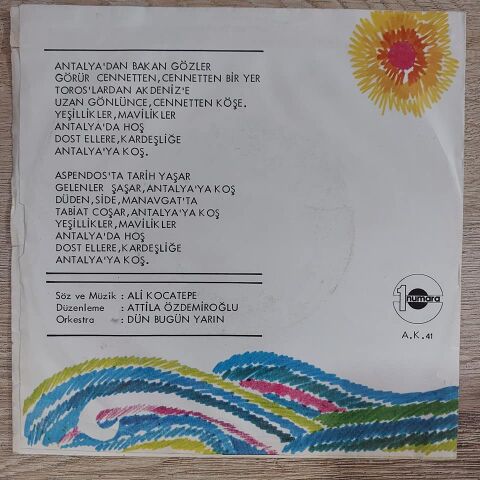 ANTALYA'DAN BAKAN GÖZLER
GÖRÜR CENNETTEN, CENNETTEN BİR YER
TOROS'LARDAN AKDENİZ'E
UZAN GÖNLÜNCE, CENNETTEN KÖŞE.
YEŞİLLİKLER, MAVİLİKLER
ANTALYA'DA HOŞ
DOST ELLERE, KARDEŞLİĞE
ANTALYA'YA KOŞ.
ASPENDOS'TA TARİH YAŞAR
GELENLER ŞAŞAR, ANTALYA'YA KOŞ
DÜDEN, SİDE, MANAVGAT'TA
TABİAT COŞAR, ANTALYA'YA KOŞ
YEŞİLLİKLER, MAVİLİKLER
ANTALYA'DA HOŞ
DOST ELLERE, KARDEŞLİĞE
ANTALYA'YA KOŞ.
Söz ve Müzik : ALİ KOCATEPE
Düzenleme : ATTİLA ÖZDEMİROĞLU
Orkestra : DÜN BUGÜN YARIN
1 numara
A.K. 41